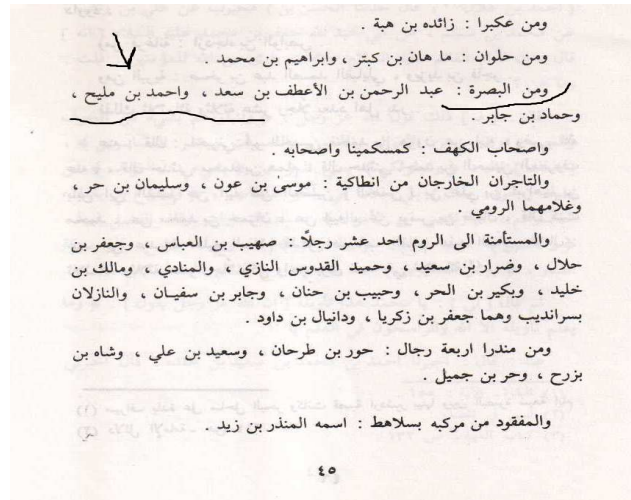 ومن عكبرا : زائده بن هبة .
ومن حلوان : ما هان بن كبتر ، وابراهيم بن محمد .
ومن البصرة : عبد الرحمن بن الأعطف بن سعد ، واحمد بن مليح ،
وحماد بن جابر .
واصحاب الكهف : كمسكمينا واصحابه .
والتاجران الخارجان من انطاكية : موسىٰ بن عون ، وسليمان بن حر ،
وغلامهما الرومي .
والمستأمنة الى الروم احد عشر رجلًا : صهيب بن العباس ، وجعفر بن
حلال ، وضرار بن سعيد ، وحميد القدوس النازي ، والمنادي ، ومالك بن
خليد ، وبكير بن الحر ، وحبيب بن حنان ، وجابر بن سفيـان ، والنازلان
بسرانديب وهما جعفر بن زكريا ، ودانيال بن داود .
ومن مندرا اربعة رجال : حور بن طرحان ، وسعيد بن علي ، وشاه بن
بزرح ، وحر بن جميل .
والمفقود من مركبه بسلاهط : اسمه المنذر بن زيد .
٤٥